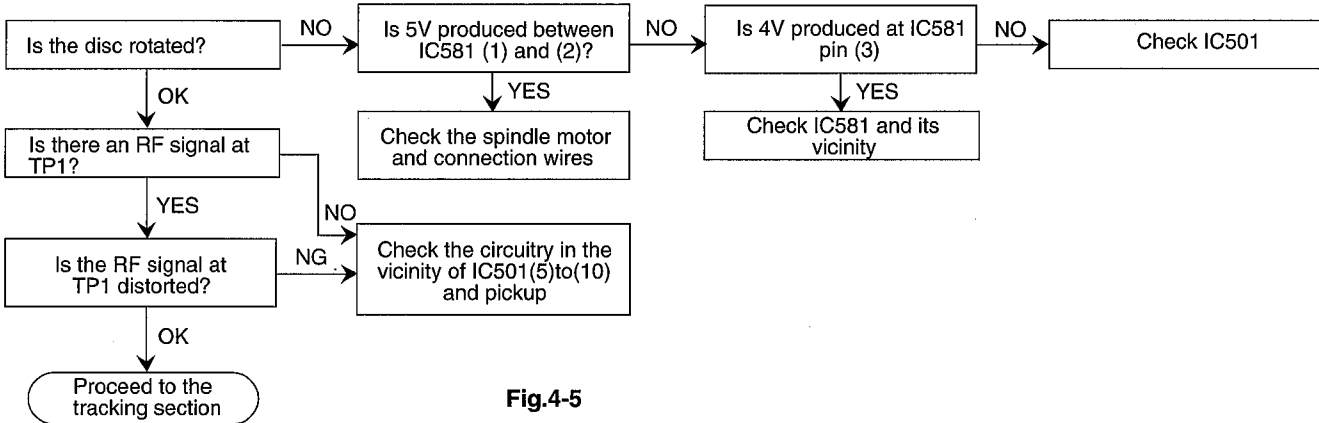 Is the disc rotated?
NO
Is 5V produced between
IC581 (1) and (2)?
NO
Is 4V produced at IC581
pin (3)
NO
Check IC501
OK
YES
YES
Is there an RF signal at
TP1?
Check the spindle motor
and connection wires
Check IC581 and its
vicinity
YES
NO
Is the RF signal at
TP1 distorted?
NG
Check the circuitry in the
vicinity of IC501(5)to(10)
and pickup
OK
Proceed to the
tracking section
Fig.4-5